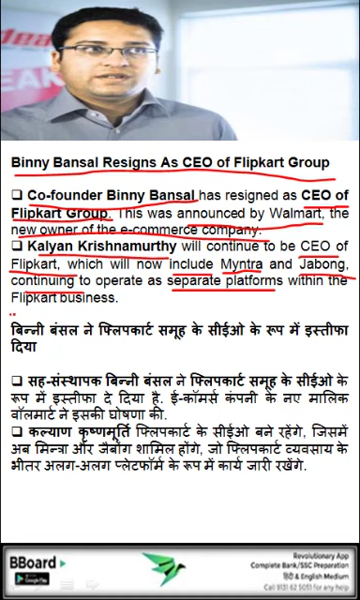 Binny Bansal Resigns As CEO of Flipkart Group
❑ Co-founder Binny Bansal has resigned as CEO of
Flipkart Group. This was announced by Walmart, the
new owner of the e-commerce company.
❑ Kalyan Krishnamurthy will continue to be CEO of
Flipkart, which will now include Myntra and Jabong,
continuing to operate as separate platforms within the
Flipkart business.
बिन्नी बंसल ने फ्लिपकार्ट समूह के सीईओ के रूप में इस्तीफा
दिया
❑ सह-संस्थापक बिन्नी बंसल ने फ्लिपकार्ट समूह के सीईओ के
रूप में इस्तीफा दे दिया है. ई-कॉमर्स कंपनी के नए मालिक
वॉलमार्ट ने इसकी घोषणा की.
❑ कल्याण कृष्णमूर्ति फ्लिपकार्ट के सीईओ बने रहेंगे, जिसमें
अब मिन्त्रा और जैबोंग शामिल होंगे, जो फ्लिपकार्ट व्यवसाय के
भीतर अलग-अलग प्लेटफॉर्म के रूप में कार्य जारी रखेंगे.
BBoard
Google Play
Revolutionary App
Complete Bank/SSC Preparation
हिंदी & English Medium